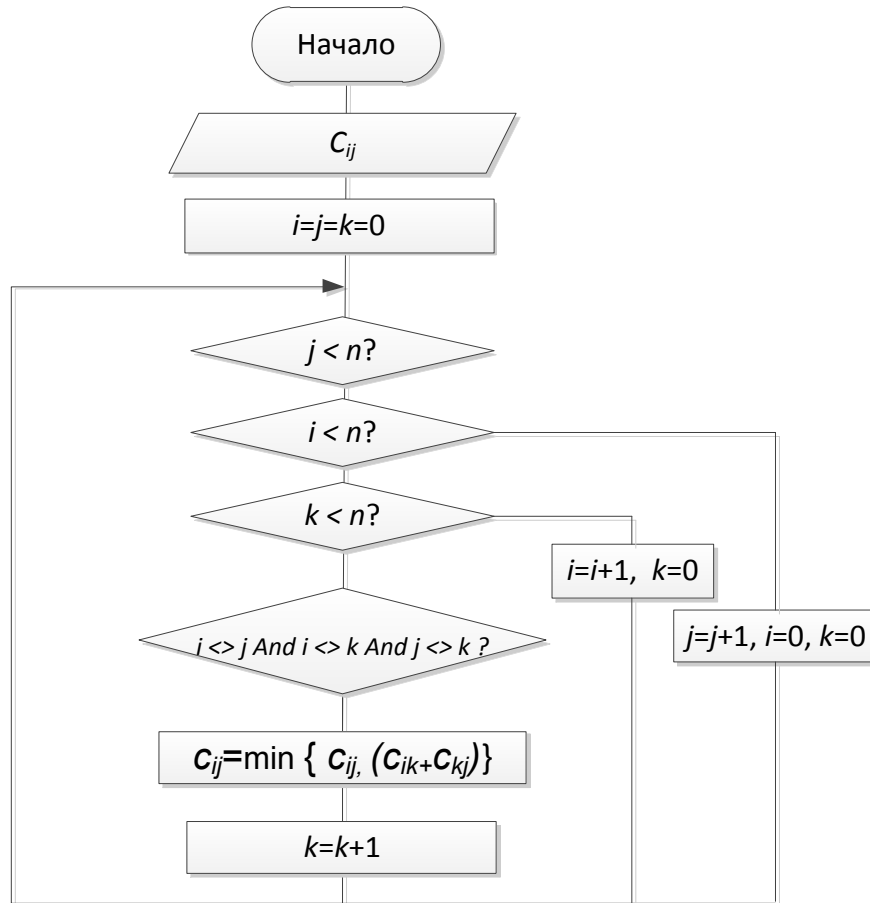 Начало
Cij
i=j=k=0
j < n?
i < n?
k < n?
i=i+1, k=0
i <> j And i <> k And j <> k ?
j=j+1, i=0, k=0
cij=min { cij, (cik+ckj)}
k=k+1